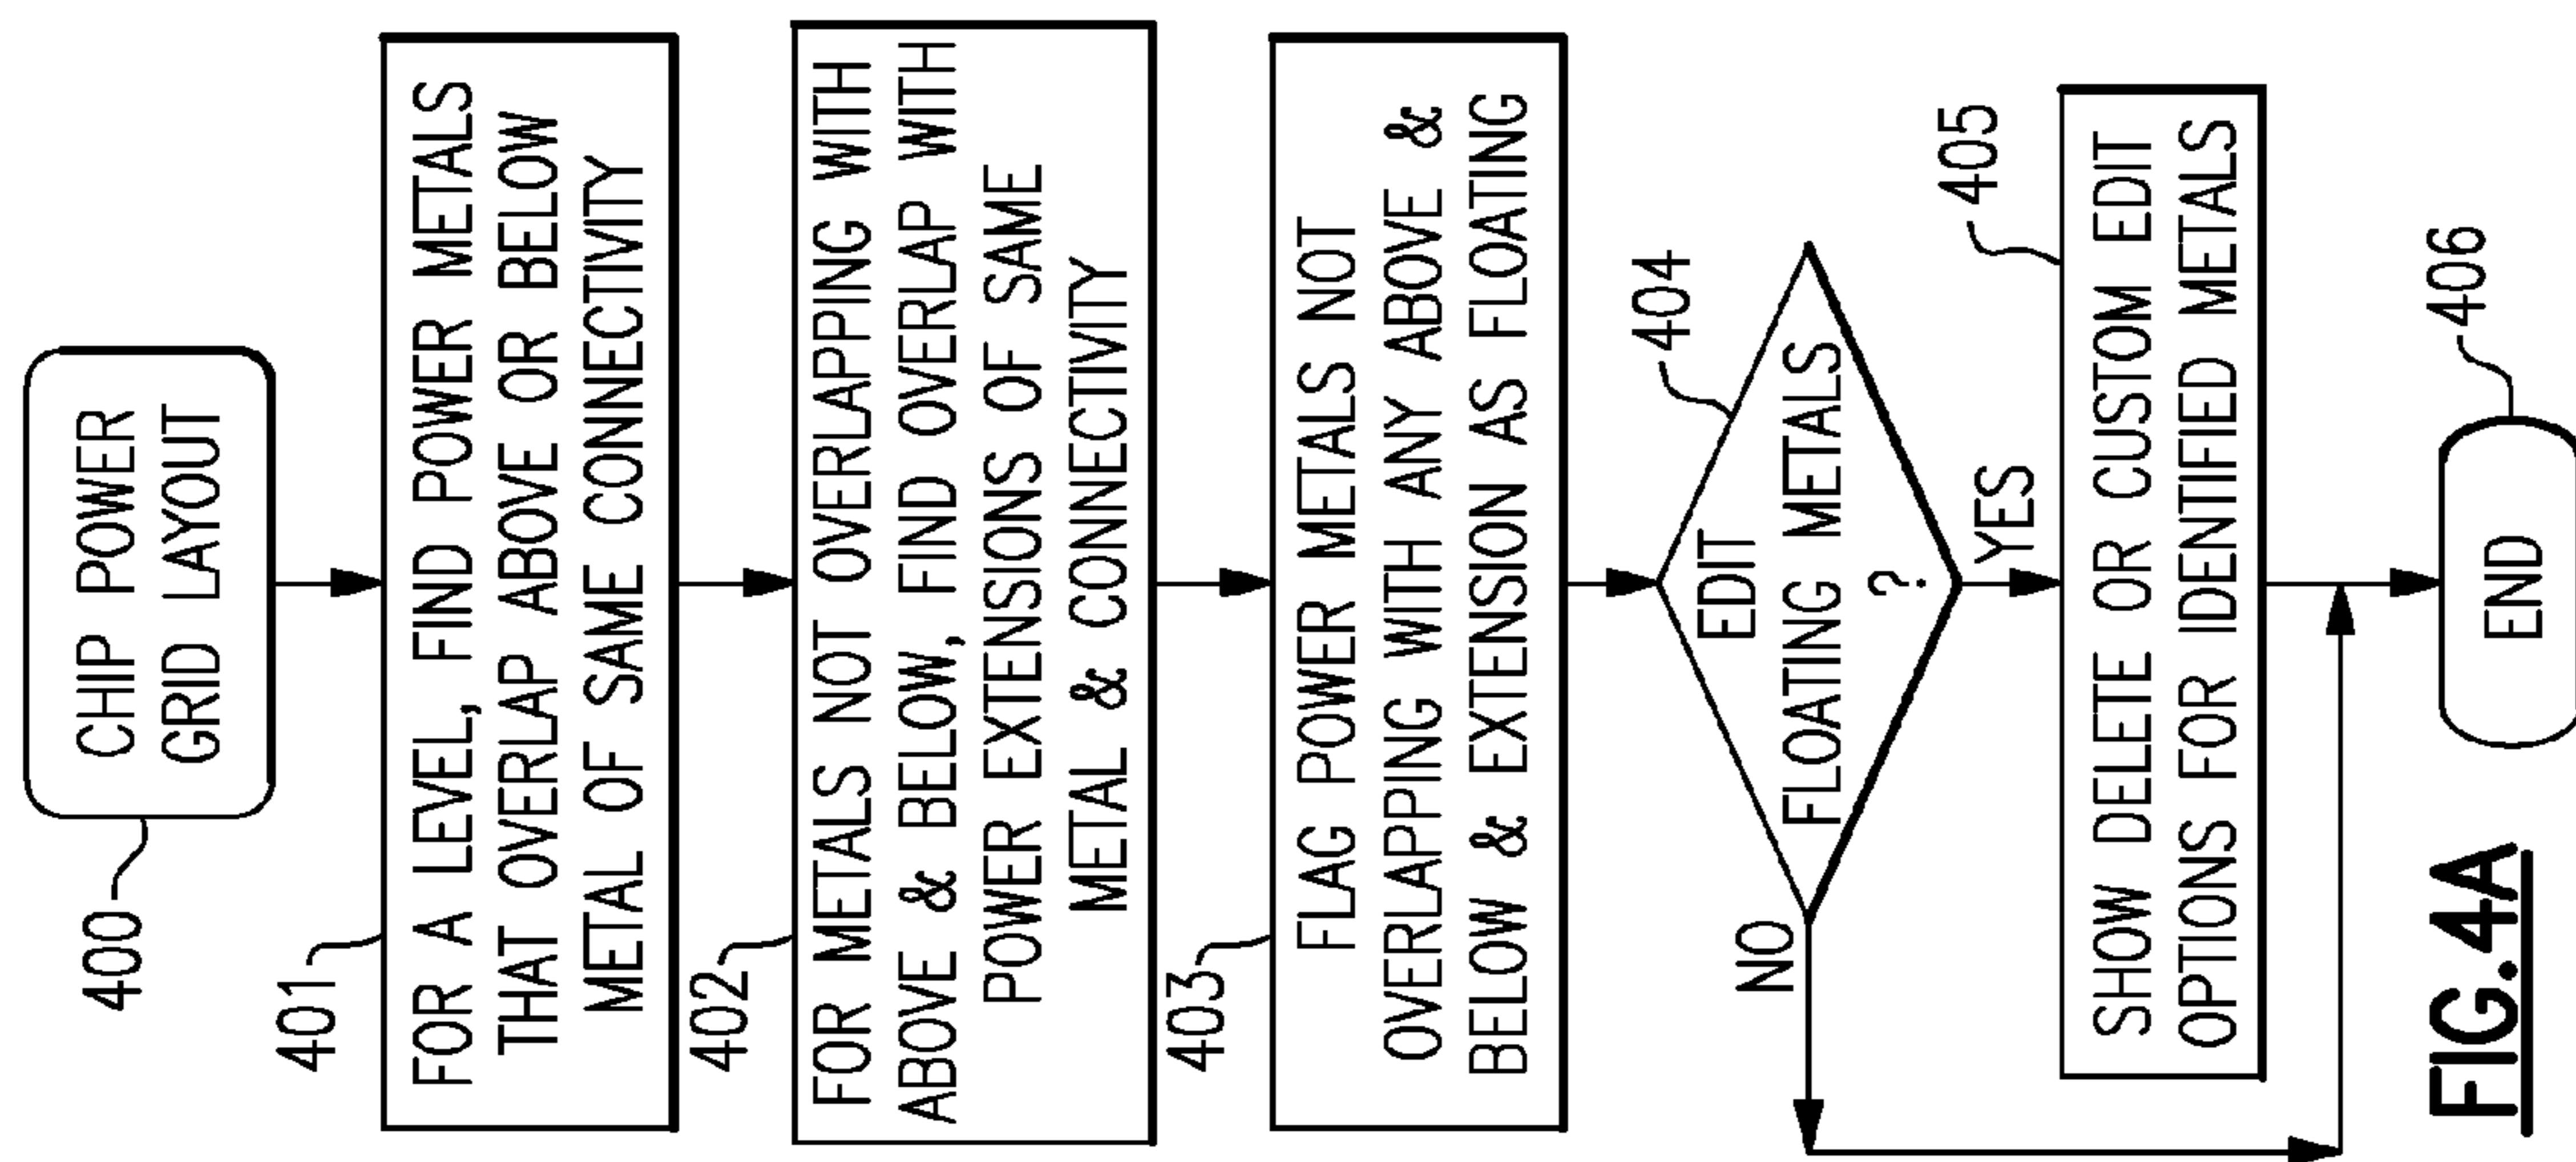 CHIP POWER
GRID LAYOUT
400
401
FOR A LEVEL, FIND POWER METALS
THAT OVERLAP ABOVE OR BELOW
METAL OF SAME CONNECTIVITY
402
FOR METALS NOT OVERLAPPING WITH
ABOVE & BELOW, FIND OVERLAP WITH
POWER EXTENSIONS OF SAME
METAL & CONNECTIVITY
403
FLAG POWER METALS NOT
OVERLAPPING WITH ANY ABOVE &
BELOW & EXTENSION AS FLOATING
404
EDIT
FLOATING METALS
?
NO
YES
405
SHOW DELETE OR CUSTOM EDIT
OPTIONS FOR IDENTIFIED METALS
406
END
FIG.4A